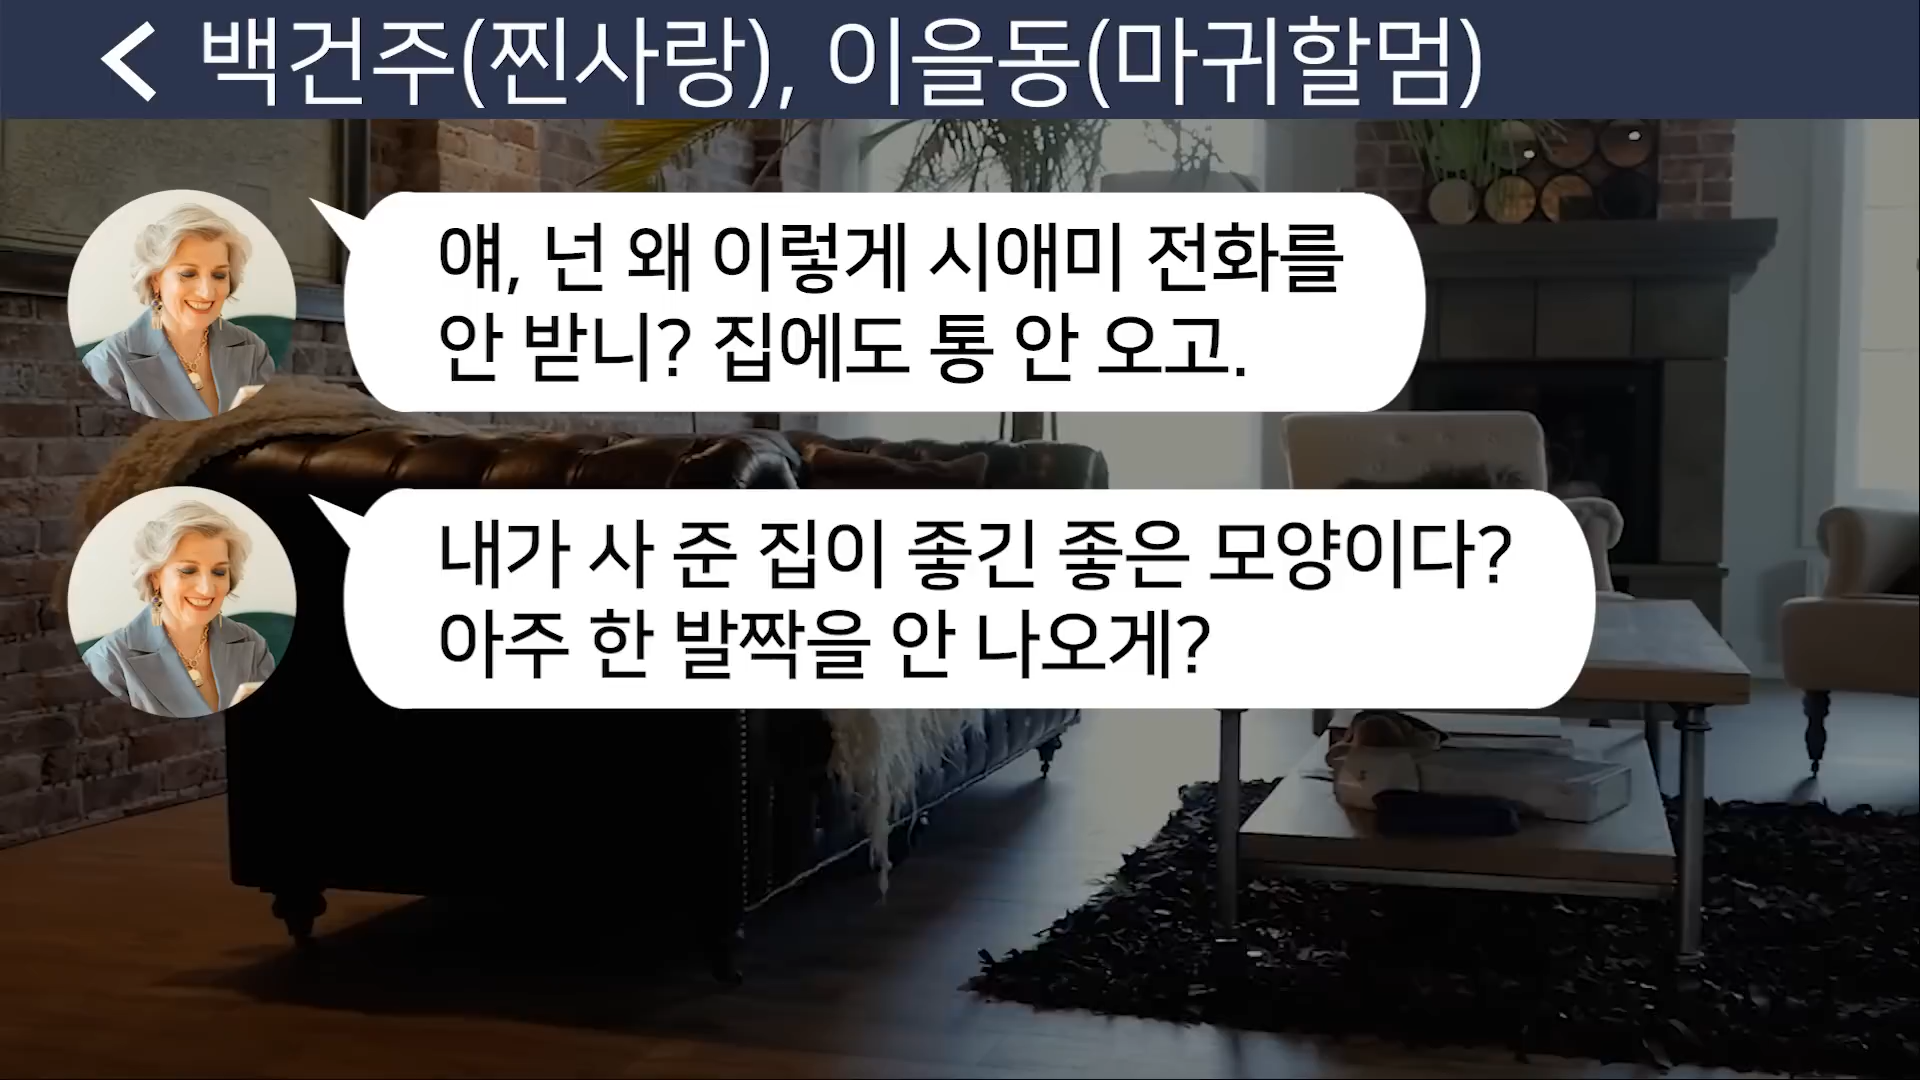 백건주(찐사랑), 이을동(마귀할멈)
얘, 넌 왜 이렇게 시애미 전화를
안 받니? 집에도 통 안 오고.
내가 사 준 집이 좋긴 좋은 모양이다?
아주 한 발짝을 안 나오게?